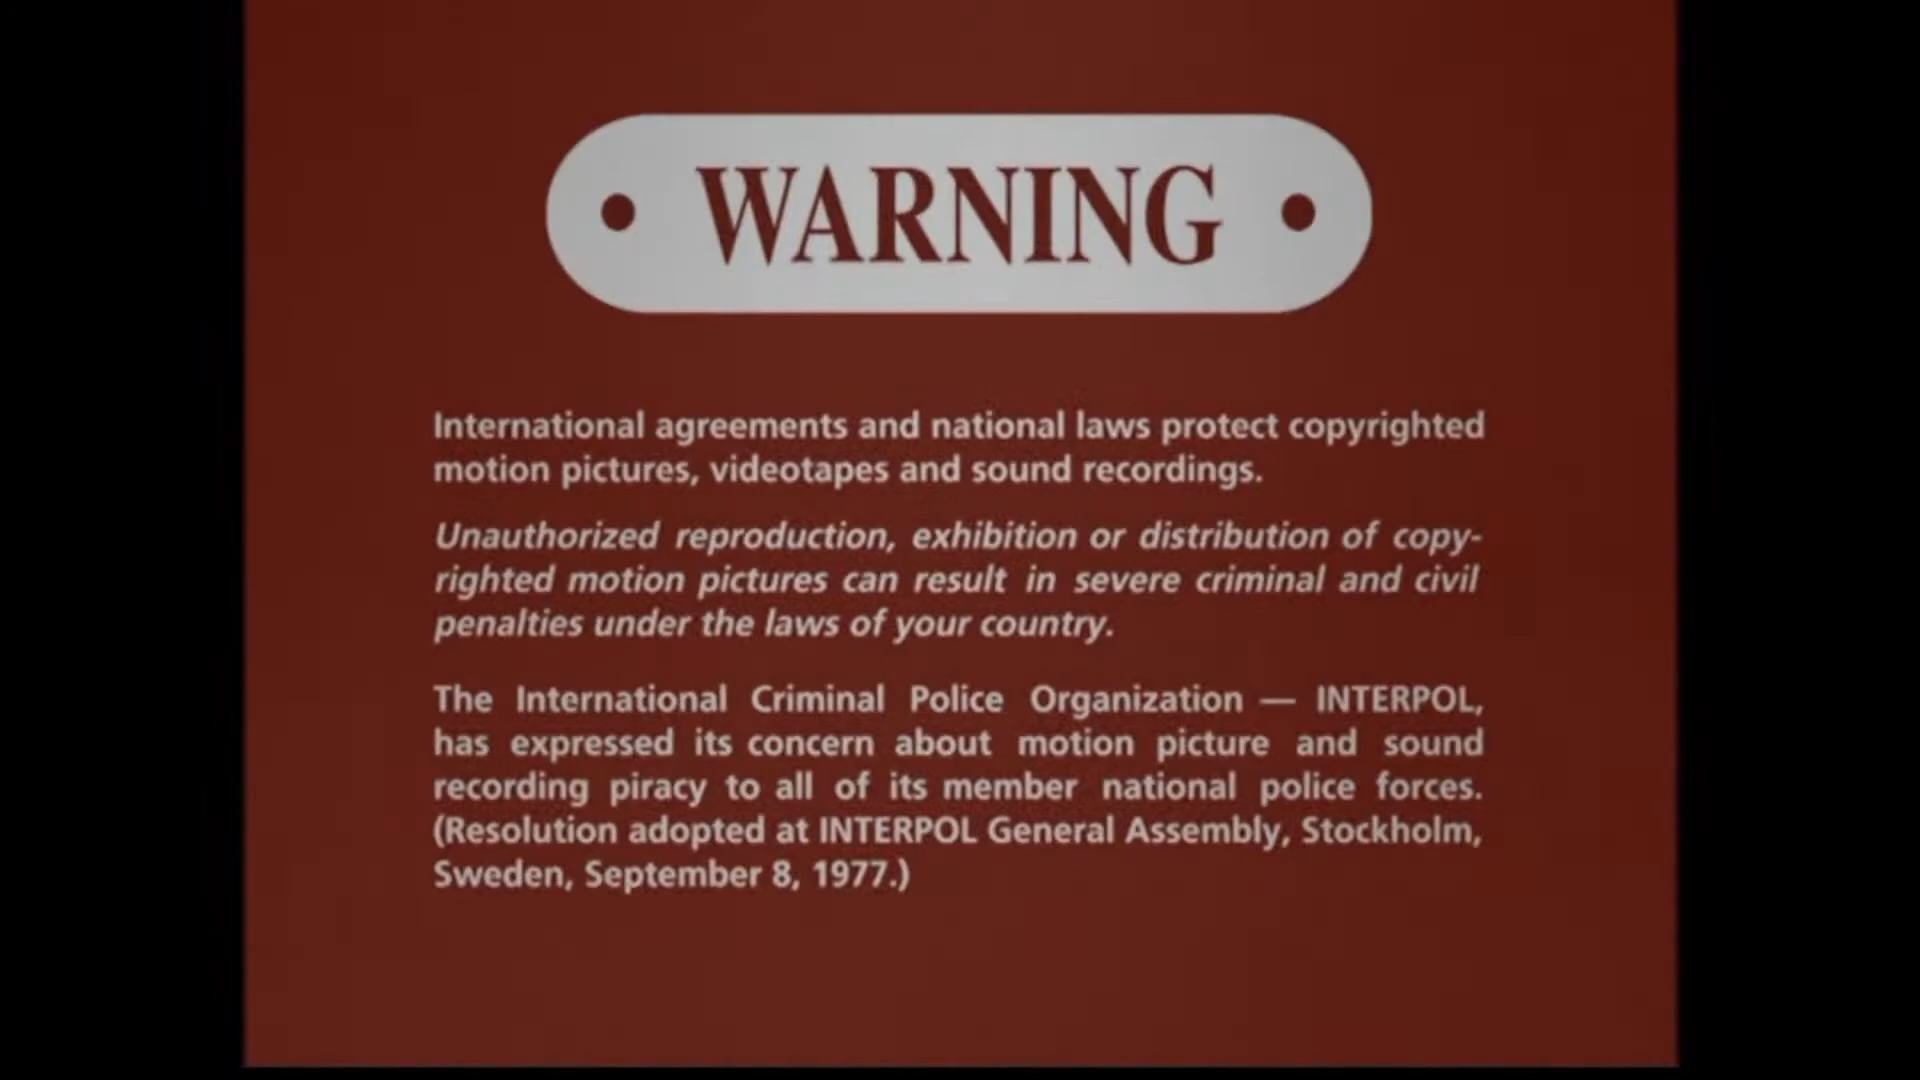 • WARNING •
International agreements and national laws protect copyrighted
motion pictures, videotapes and sound recordings.
Unauthorized reproduction, exhibition or distribution of copy-
righted motion pictures can result in severe criminal and civil
penalties under the laws of your country.
The International Criminal Police Organization — INTERPOL,
has expressed its concern about motion picture and sound
recording piracy to all of its member national police forces.
(Resolution adopted at INTERPOL General Assembly, Stockholm,
Sweden, September 8, 1977.)